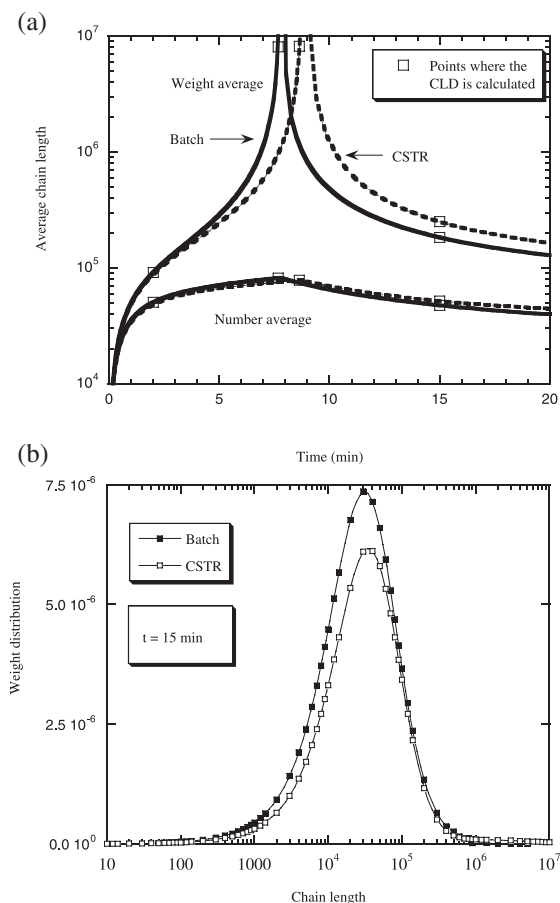 (a)
10^7
10^6
10^5
10^4
Average chain length
Weight average
Batch
CSTR
Number average
Points where the
CLD is calculated
0 5 10 15 20
Time (min)
(b)
7.5 10^-6
5.0 10^-6
2.5 10^-6
0.0 10^0
Weight distribution
Batch
CSTR
t = 15 min
10 100 1000 10^4 10^5 10^6 10^7
Chain length